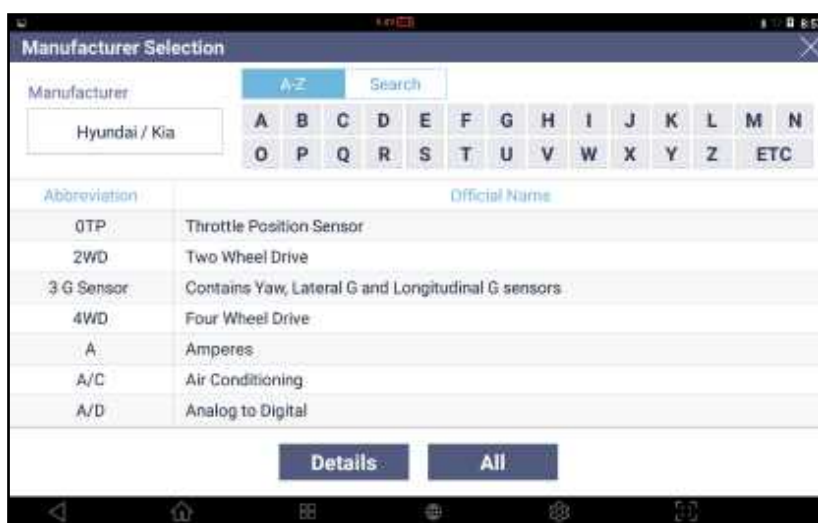 Manufacturer Selection
Manufacturer
Hyundai / Kia
A-Z Search
A B C D E F G H I J K L M N
O P Q R S T U V W X Y Z ETC
Abbreviation Official Name
0TP Throttle Position Sensor
2WD Two Wheel Drive
3 G Sensor Contains Yaw, Lateral G and Longitudinal G sensors
4WD Four Wheel Drive
A Amperes
A/C Air Conditioning
A/D Analog to Digital
Details All